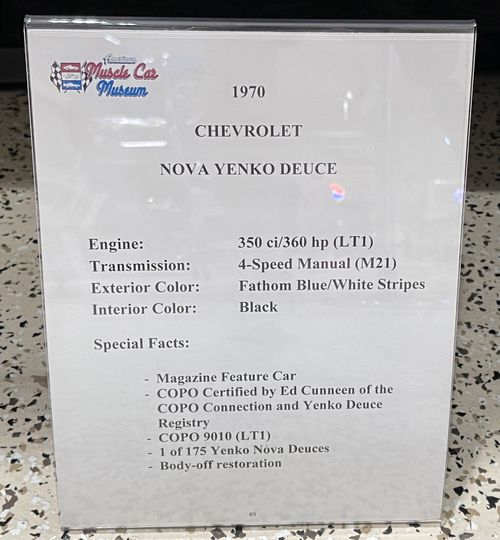 American
Muscle Car
Museum
1970
CHEVROLET
NOVA YENKO DEUCE
Engine: 350 ci/360 hp (LT1)
Transmission: 4-Speed Manual (M21)
Exterior Color: Fathom Blue/White Stripes
Interior Color: Black
Special Facts:
- Magazine Feature Car
- COPO Certified by Ed Cunneen of the
COPO Connection and Yenko Deuce
Registry
- COPO 9010 (LT1)
- 1 of 175 Yenko Nova Deuces
- Body-off restoration
89